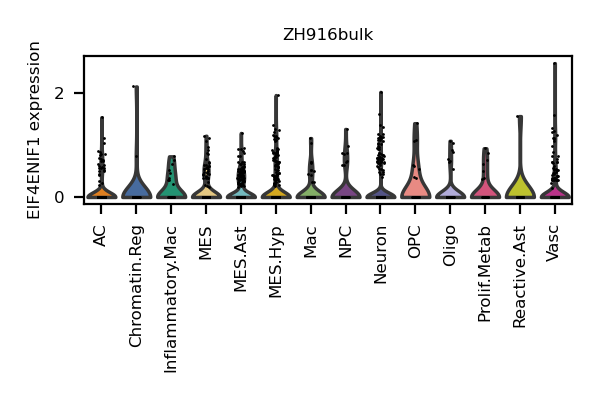 ZH916bulk
EIF4ENIF1 expression
2
0
AC
Chromatin.Reg
Inflammatory.Mac
MES
MES.Ast
MES.Hyp
Mac
NPC
Neuron
OPC
Oligo
Prolif.Metab
Reactive.Ast
Vasc